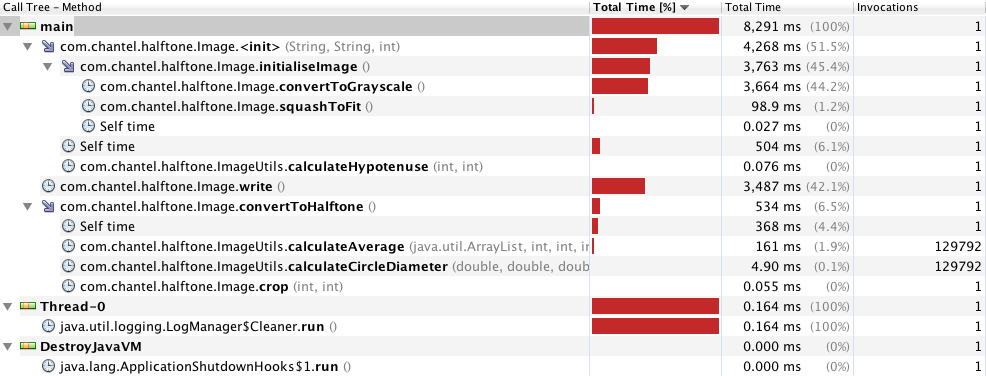 Call Tree - Method Total Time [%] Total Time Invocations
main 8,291 ms (100%) 1
com.chantel.halftone.Image.<init> (String, String, int) 4,268 ms (51.5%) 1
com.chantel.halftone.Image.initialiseImage () 3,763 ms (45.4%) 1
com.chantel.halftone.Image.convertToGrayscale () 3,664 ms (44.2%) 1
com.chantel.halftone.Image.squashToFit () 98.9 ms (1.2%) 1
Self time 0.027 ms (0%) 1
Self time 504 ms (6.1%) 1
com.chantel.halftone.ImageUtils.calculateHypotenuse (int, int) 0.076 ms (0%) 1
com.chantel.halftone.Image.write () 3,487 ms (42.1%) 1
com.chantel.halftone.Image.convertToHalftone () 534 ms (6.5%) 1
Self time 368 ms (4.4%) 1
com.chantel.halftone.ImageUtils.calculateAverage (java.util.ArrayList, int, int, ir 161 ms (1.9%) 129792
com.chantel.halftone.ImageUtils.calculateCircleDiameter (double, double, doub 4.90 ms (0.1%) 129792
com.chantel.halftone.Image.crop (int, int) 0.055 ms (0%) 1
Thread-0 0.164 ms (100%) 1
java.util.logging.LogManager$Cleaner.run () 0.164 ms (100%) 1
DestroyJavaVM 0.000 ms (0%) 1
java.lang.ApplicationShutdownHooks$1.run () 0.000 ms (0%) 1